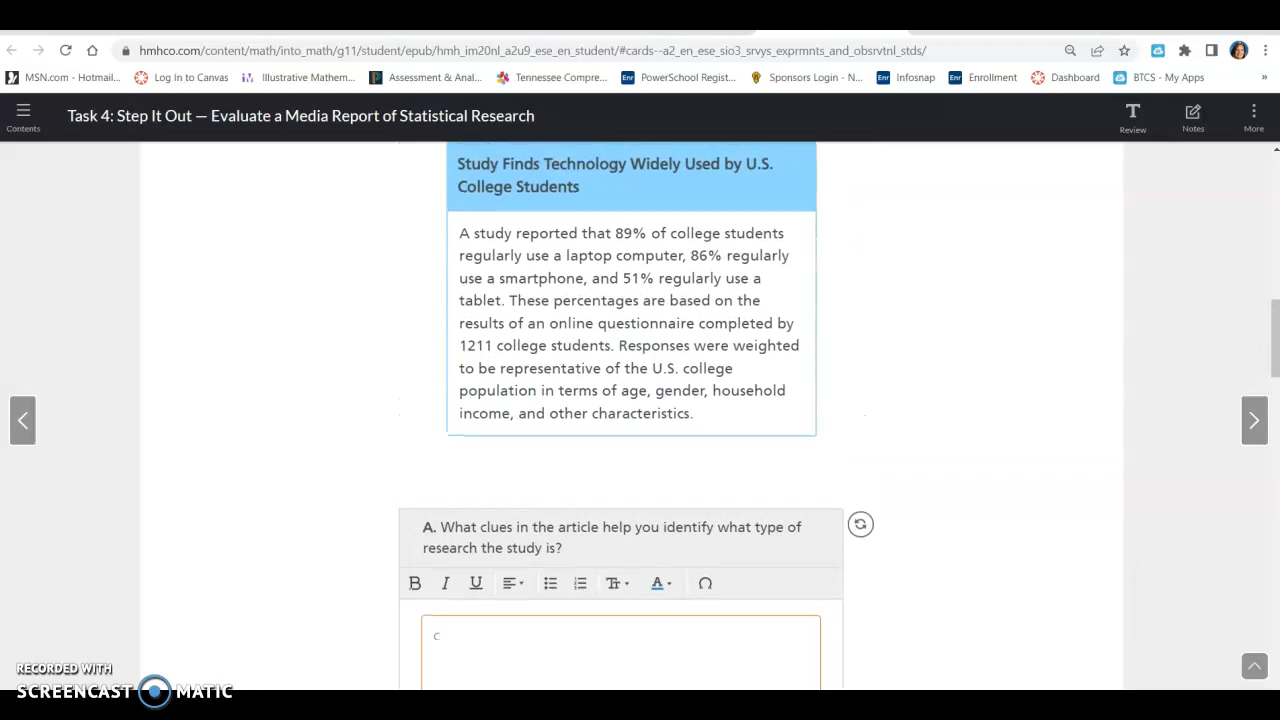 hmhco.com/content/math/into_math/g11/student/epub/hmh_im20nl_a2u9_ese_en_student/#cards--a2_en_ese_sio3_srvys_exprmnts_and_obsrvtnl_stds/
MSN.com - Hotmail... Log In to Canvas Illustrative Mathem... Assessment & Anal... Tennessee Compre... Enr PowerSchool Regist... Sponsors Login - N... Enr Infosnap Enr Enrollment Dashboard BTCS - My Apps »
Contents
Task 4: Step It Out — Evaluate a Media Report of Statistical Research
Review Notes More
Study Finds Technology Widely Used by U.S.
College Students
A study reported that 89% of college students
regularly use a laptop computer, 86% regularly
use a smartphone, and 51% regularly use a
tablet. These percentages are based on the
results of an online questionnaire completed by
1211 college students. Responses were weighted
to be representative of the U.S. college
population in terms of age, gender, household
income, and other characteristics.
A. What clues in the article help you identify what type of
research the study is?
B I U Tт A Ω
c
RECORDED WITH
SCREENCAST MATIC